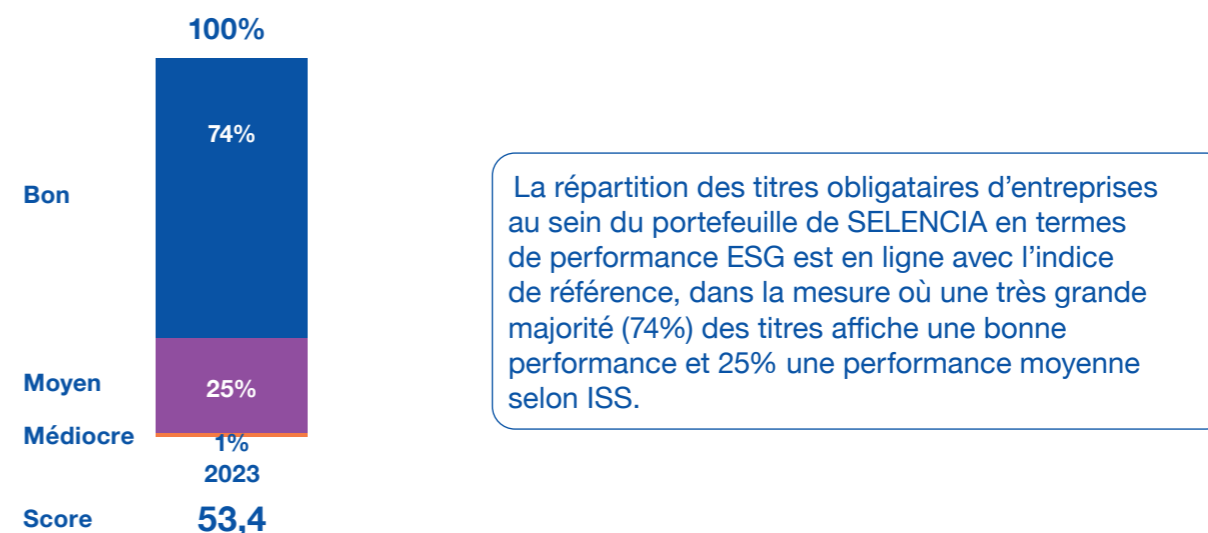 100%
74%
Bon
Moyen
25%
Médiocre
1%
2023
Score
53,4
La répartition des titres obligataires d’entreprises
au sein du portefeuille de SELENCIA en termes
de performance ESG est en ligne avec l’indice
de référence, dans la mesure où une très grande
majorité (74%) des titres affiche une bonne
performance et 25% une performance moyenne
selon ISS.